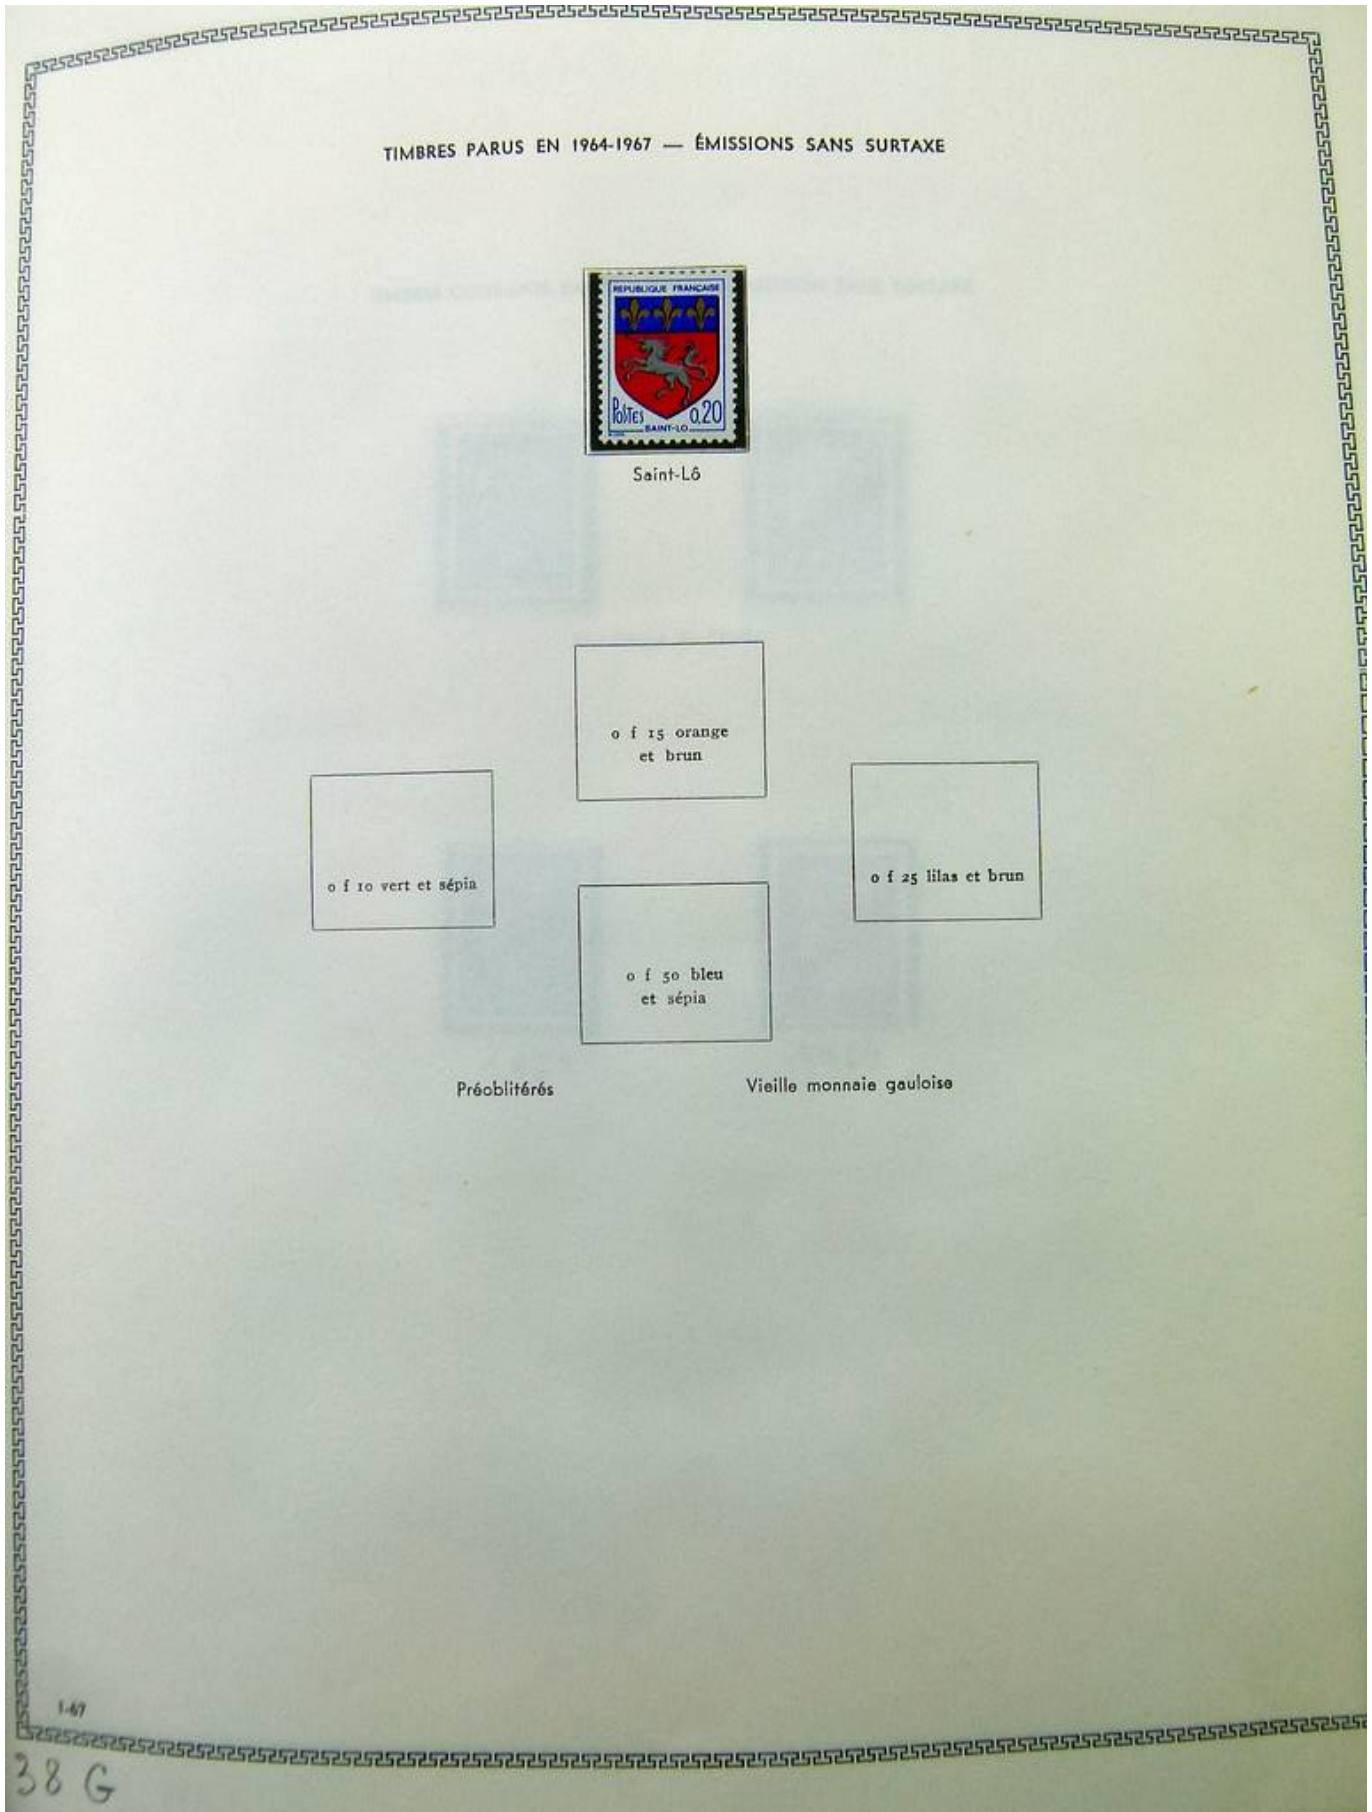 TIMBRES PARUS EN 1964-1967 — ÉMISSIONS SANS SURTAXE
REPUBLIQUE FRANÇAISE
POSTES 0,20
SAINT-LO
Saint-Lô
o f 15 orange
et brun
o f 10 vert et sépia
o f 25 lilas et brun
o f 50 bleu
et sépia
Préoblitérés Vieille monnaie gauloise
1-67
38 G